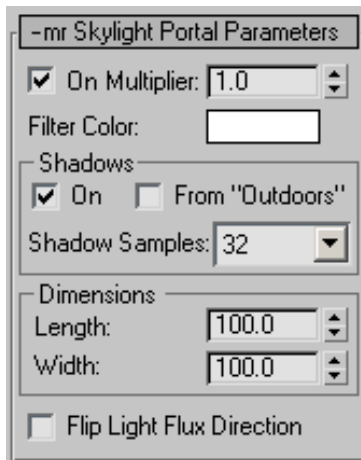 -mr Skylight Portal Parameters
On Multiplier: 1.0
Filter Color:
Shadows
On From "Outdoors"
Shadow Samples: 32
Dimensions
Length: 100.0
Width: 100.0
Flip Light Flux Direction